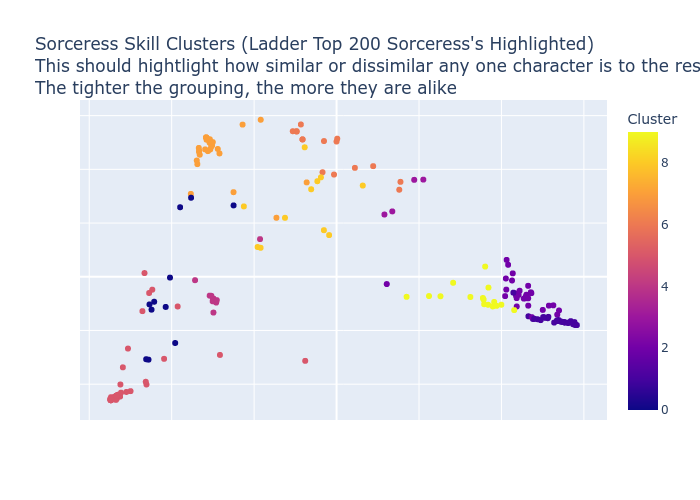 Sorceress Skill Clusters (Ladder Top 200 Sorceress's Highlighted)
This should hightlight how similar or dissimilar any one character is to the res
The tighter the grouping, the more they are alike
Cluster
8
6
4
2
0